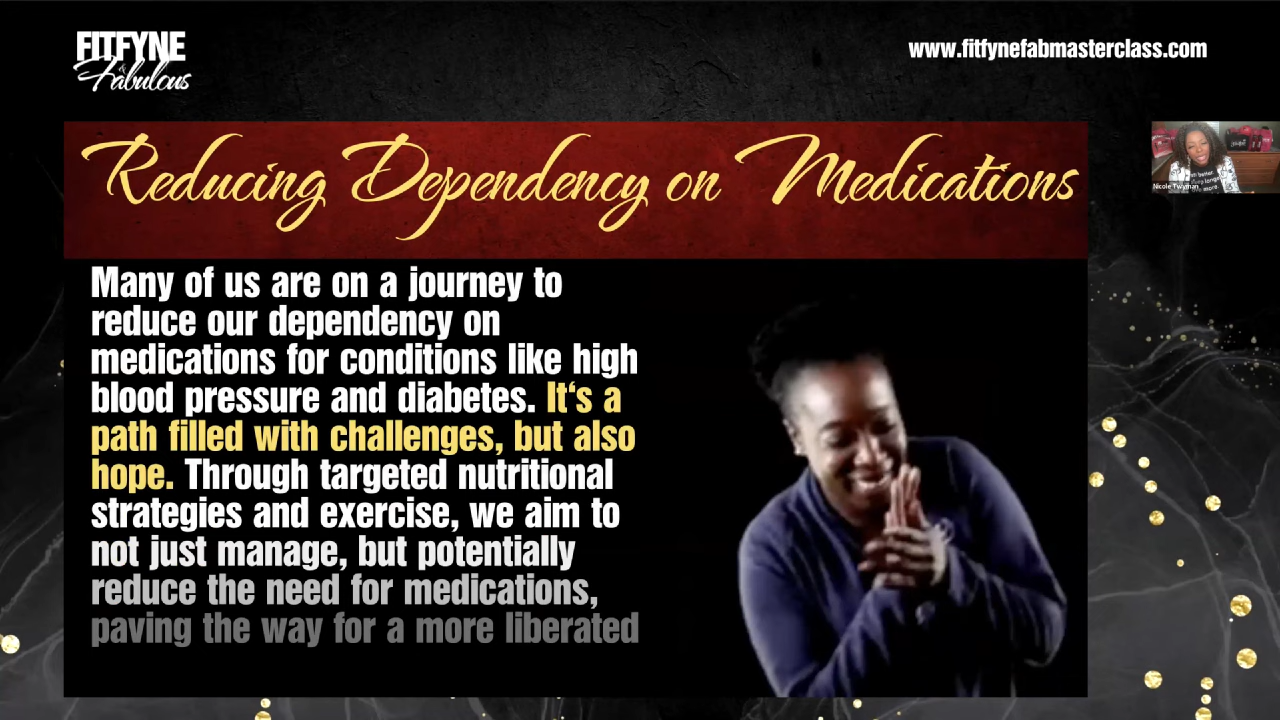 FITFYNE
& Fabulous
www.fitfynefabmasterclass.com
Reducing Dependency on Medications
Many of us are on a journey to
reduce our dependency on
medications for conditions like high
blood pressure and diabetes. It‘s a
path filled with challenges, but also
hope. Through targeted nutritional
strategies and exercise, we aim to
not just manage, but potentially
reduce the need for medications,
paving the way for a more liberated
Nicole Twyman
better.
longer
more.